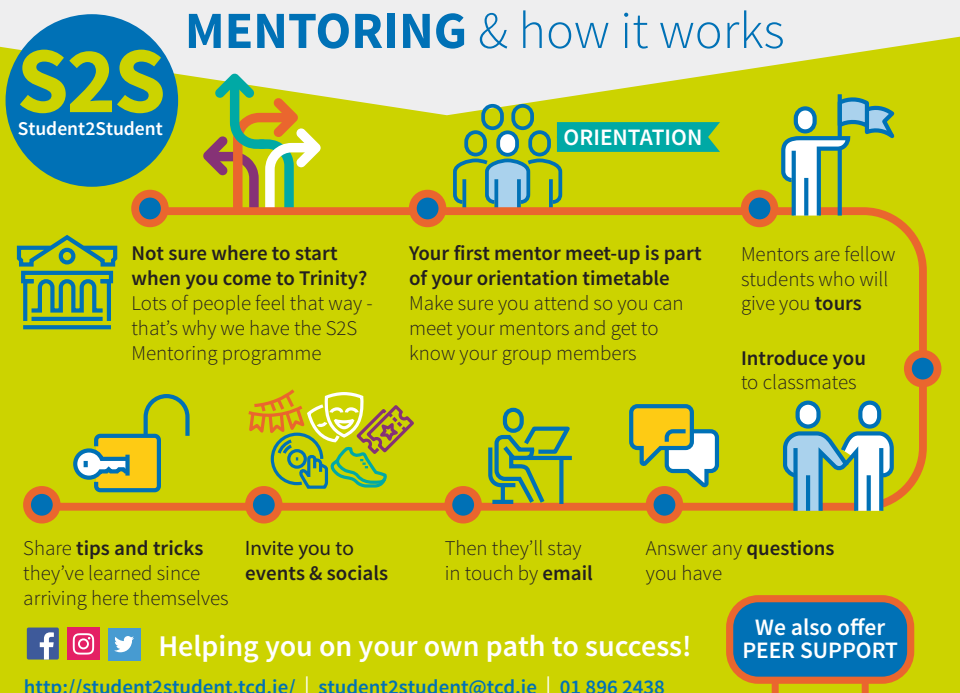 MENTORING & how it works
S2S
Student2Student
ORIENTATION
Not sure where to start
when you come to Trinity?
Lots of people feel that way -
that's why we have the S2S
Mentoring programme
Your first mentor meet-up is part
of your orientation timetable
Make sure you attend so you can
meet your mentors and get to
know your group members
Mentors are fellow
students who will
give you tours
Introduce you
to classmates
Answer any questions
you have
Then they'll stay
in touch by email
Invite you to
events & socials
Share tips and tricks
they've learned since
arriving here themselves
Helping you on your own path to success!
We also offer
PEER SUPPORT
http://student2student.tcd.ie/ | student2student@tcd.ie | 01 896 2438